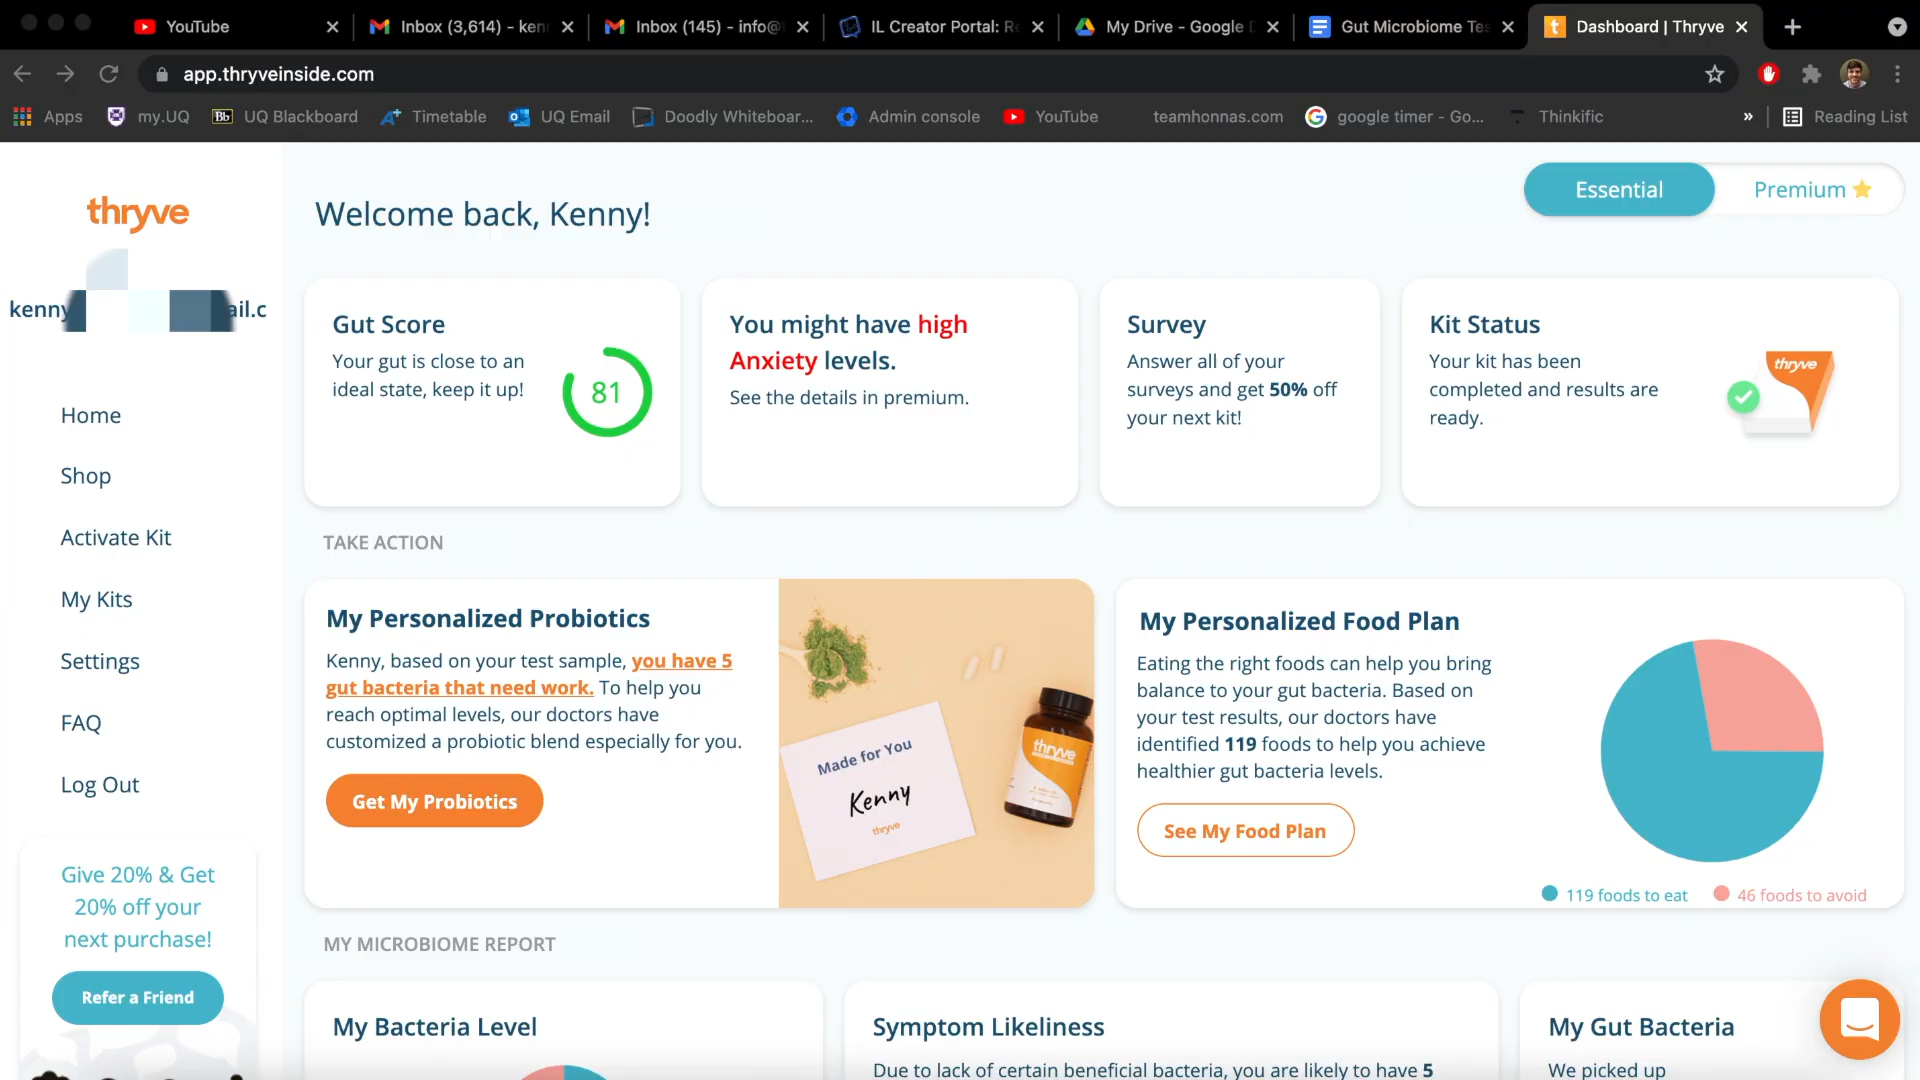 YouTube
Inbox (3,614) - kenn
Inbox (145) - info@
IL Creator Portal: Re
My Drive - Google D
Gut Microbiome Tes
Dashboard | Thryve
app.thryveinside.com
Apps
my.UQ
Bb
UQ Blackboard
Timetable
UQ Email
Doodly Whiteboar...
Admin console
YouTube
teamhonnas.com
google timer - Go...
Thinkific
»
Reading List
thryve
kenny
ail.c
Home
Shop
Activate Kit
My Kits
Settings
FAQ
Log Out
Give 20% & Get
20% off your
next purchase!
Refer a Friend
Welcome back, Kenny!
Essential
Premium
Gut Score
Your gut is close to an
ideal state, keep it up!
81
You might have high
Anxiety levels.
See the details in premium.
Survey
Answer all of your
surveys and get 50% off
your next kit!
Kit Status
Your kit has been
completed and results are
ready.
thryve
TAKE ACTION
My Personalized Probiotics
Kenny, based on your test sample, you have 5
gut bacteria that need work. To help you
reach optimal levels, our doctors have
customized a probiotic blend especially for you.
Get My Probiotics
Made for You
Kenny
thryve
thryve
My Personalized Food Plan
Eating the right foods can help you bring
balance to your gut bacteria. Based on
your test results, our doctors have
identified 119 foods to help you achieve
healthier gut bacteria levels.
See My Food Plan
119 foods to eat
46 foods to avoid
MY MICROBIOME REPORT
My Bacteria Level
Symptom Likeliness
Due to lack of certain beneficial bacteria, you are likely to have 5
My Gut Bacteria
We picked up